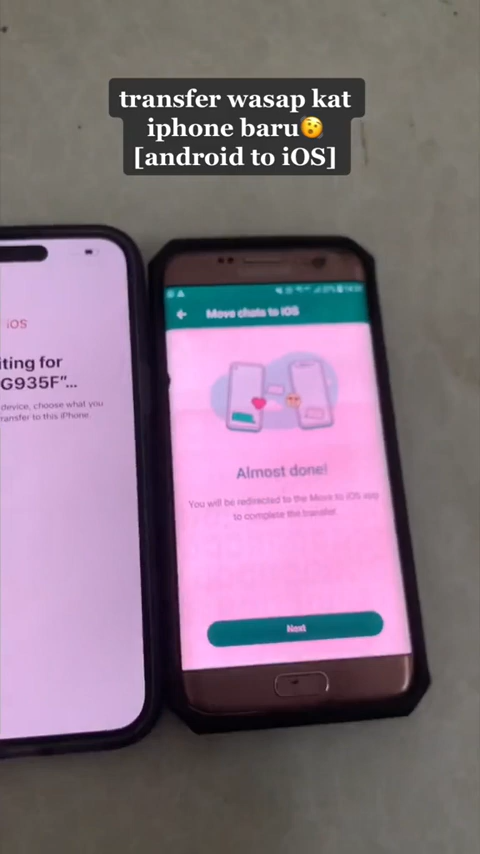 transfer wasap kat
iphone baru😯
[android to iOS]
iOS
iting for
G935F"...
device, choose what you
ransfer to this iPhone.
Move chats to iOS
Almost done!
You will be redirected to the Move to iOS app
to complete the transfer.
Next